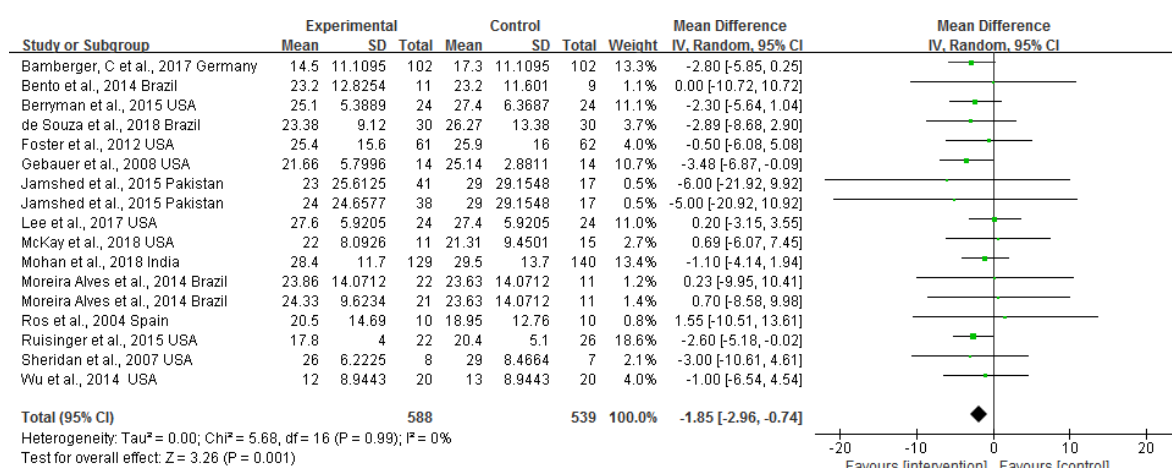 Experimental Control Mean Difference Mean Difference
Study or Subgroup Mean SD Total Mean SD Total Weight IV, Random, 95% CI IV, Random, 95% CI
Bamberger, C et al., 2017 Germany 14.5 11.1095 102 17.3 11.1095 102 13.3% -2.80 [-5.85, 0.25]
Bento et al., 2014 Brazil 23.2 12.8254 11 23.2 11.601 9 1.1% 0.00 [-10.72, 10.72]
Berryman et al., 2015 USA 25.1 5.3889 24 27.4 6.3687 24 11.1% -2.30 [-5.64, 1.04]
de Souza et al., 2018 Brazil 23.38 9.12 30 26.27 13.38 30 3.7% -2.89 [-8.68, 2.90]
Foster et al., 2012 USA 25.4 15.6 61 25.9 16 62 4.0% -0.50 [-6.08, 5.08]
Gebauer et al., 2008 USA 21.66 5.7996 14 25.14 2.8811 14 10.7% -3.48 [-6.87, -0.09]
Jamshed et al., 2015 Pakistan 23 25.6125 41 29 29.1548 17 0.5% -6.00 [-21.92, 9.92]
Jamshed et al., 2015 Pakistan 24 24.6577 38 29 29.1548 17 0.5% -5.00 [-20.92, 10.92]
Lee et al., 2017 USA 27.6 5.9205 24 27.4 5.9205 24 11.0% 0.20 [-3.15, 3.55]
McKay et al., 2018 USA 22 8.0926 11 21.31 9.4501 15 2.7% 0.69 [-6.07, 7.45]
Mohan et al., 2018 India 28.4 11.7 129 29.5 13.7 140 13.4% -1.10 [-4.14, 1.94]
Moreira Alves et al., 2014 Brazil 23.86 14.0712 22 23.63 14.0712 11 1.2% 0.23 [-9.95, 10.41]
Moreira Alves et al., 2014 Brazil 24.33 9.6234 21 23.63 14.0712 11 1.4% 0.70 [-8.58, 9.98]
Ros et al., 2004 Spain 20.5 14.69 10 18.95 12.76 10 0.8% 1.55 [-10.51, 13.61]
Ruisinger et al., 2015 USA 17.8 4 22 20.4 5.1 26 18.6% -2.60 [-5.18, -0.02]
Sheridan et al., 2007 USA 26 6.2225 8 29 8.4664 7 2.1% -3.00 [-10.61, 4.61]
Wu et al., 2014 USA 12 8.9443 20 13 8.9443 20 4.0% -1.00 [-6.54, 4.54]
Total (95% CI) 588 539 100.0% -1.85 [-2.96, -0.74]
Heterogeneity: Tau² = 0.00; Chi² = 5.68, df = 16 (P = 0.99); I² = 0%
Test for overall effect: Z = 3.26 (P = 0.001)
-20 -10 0 10 20
Favours [intervention] Favours [control]